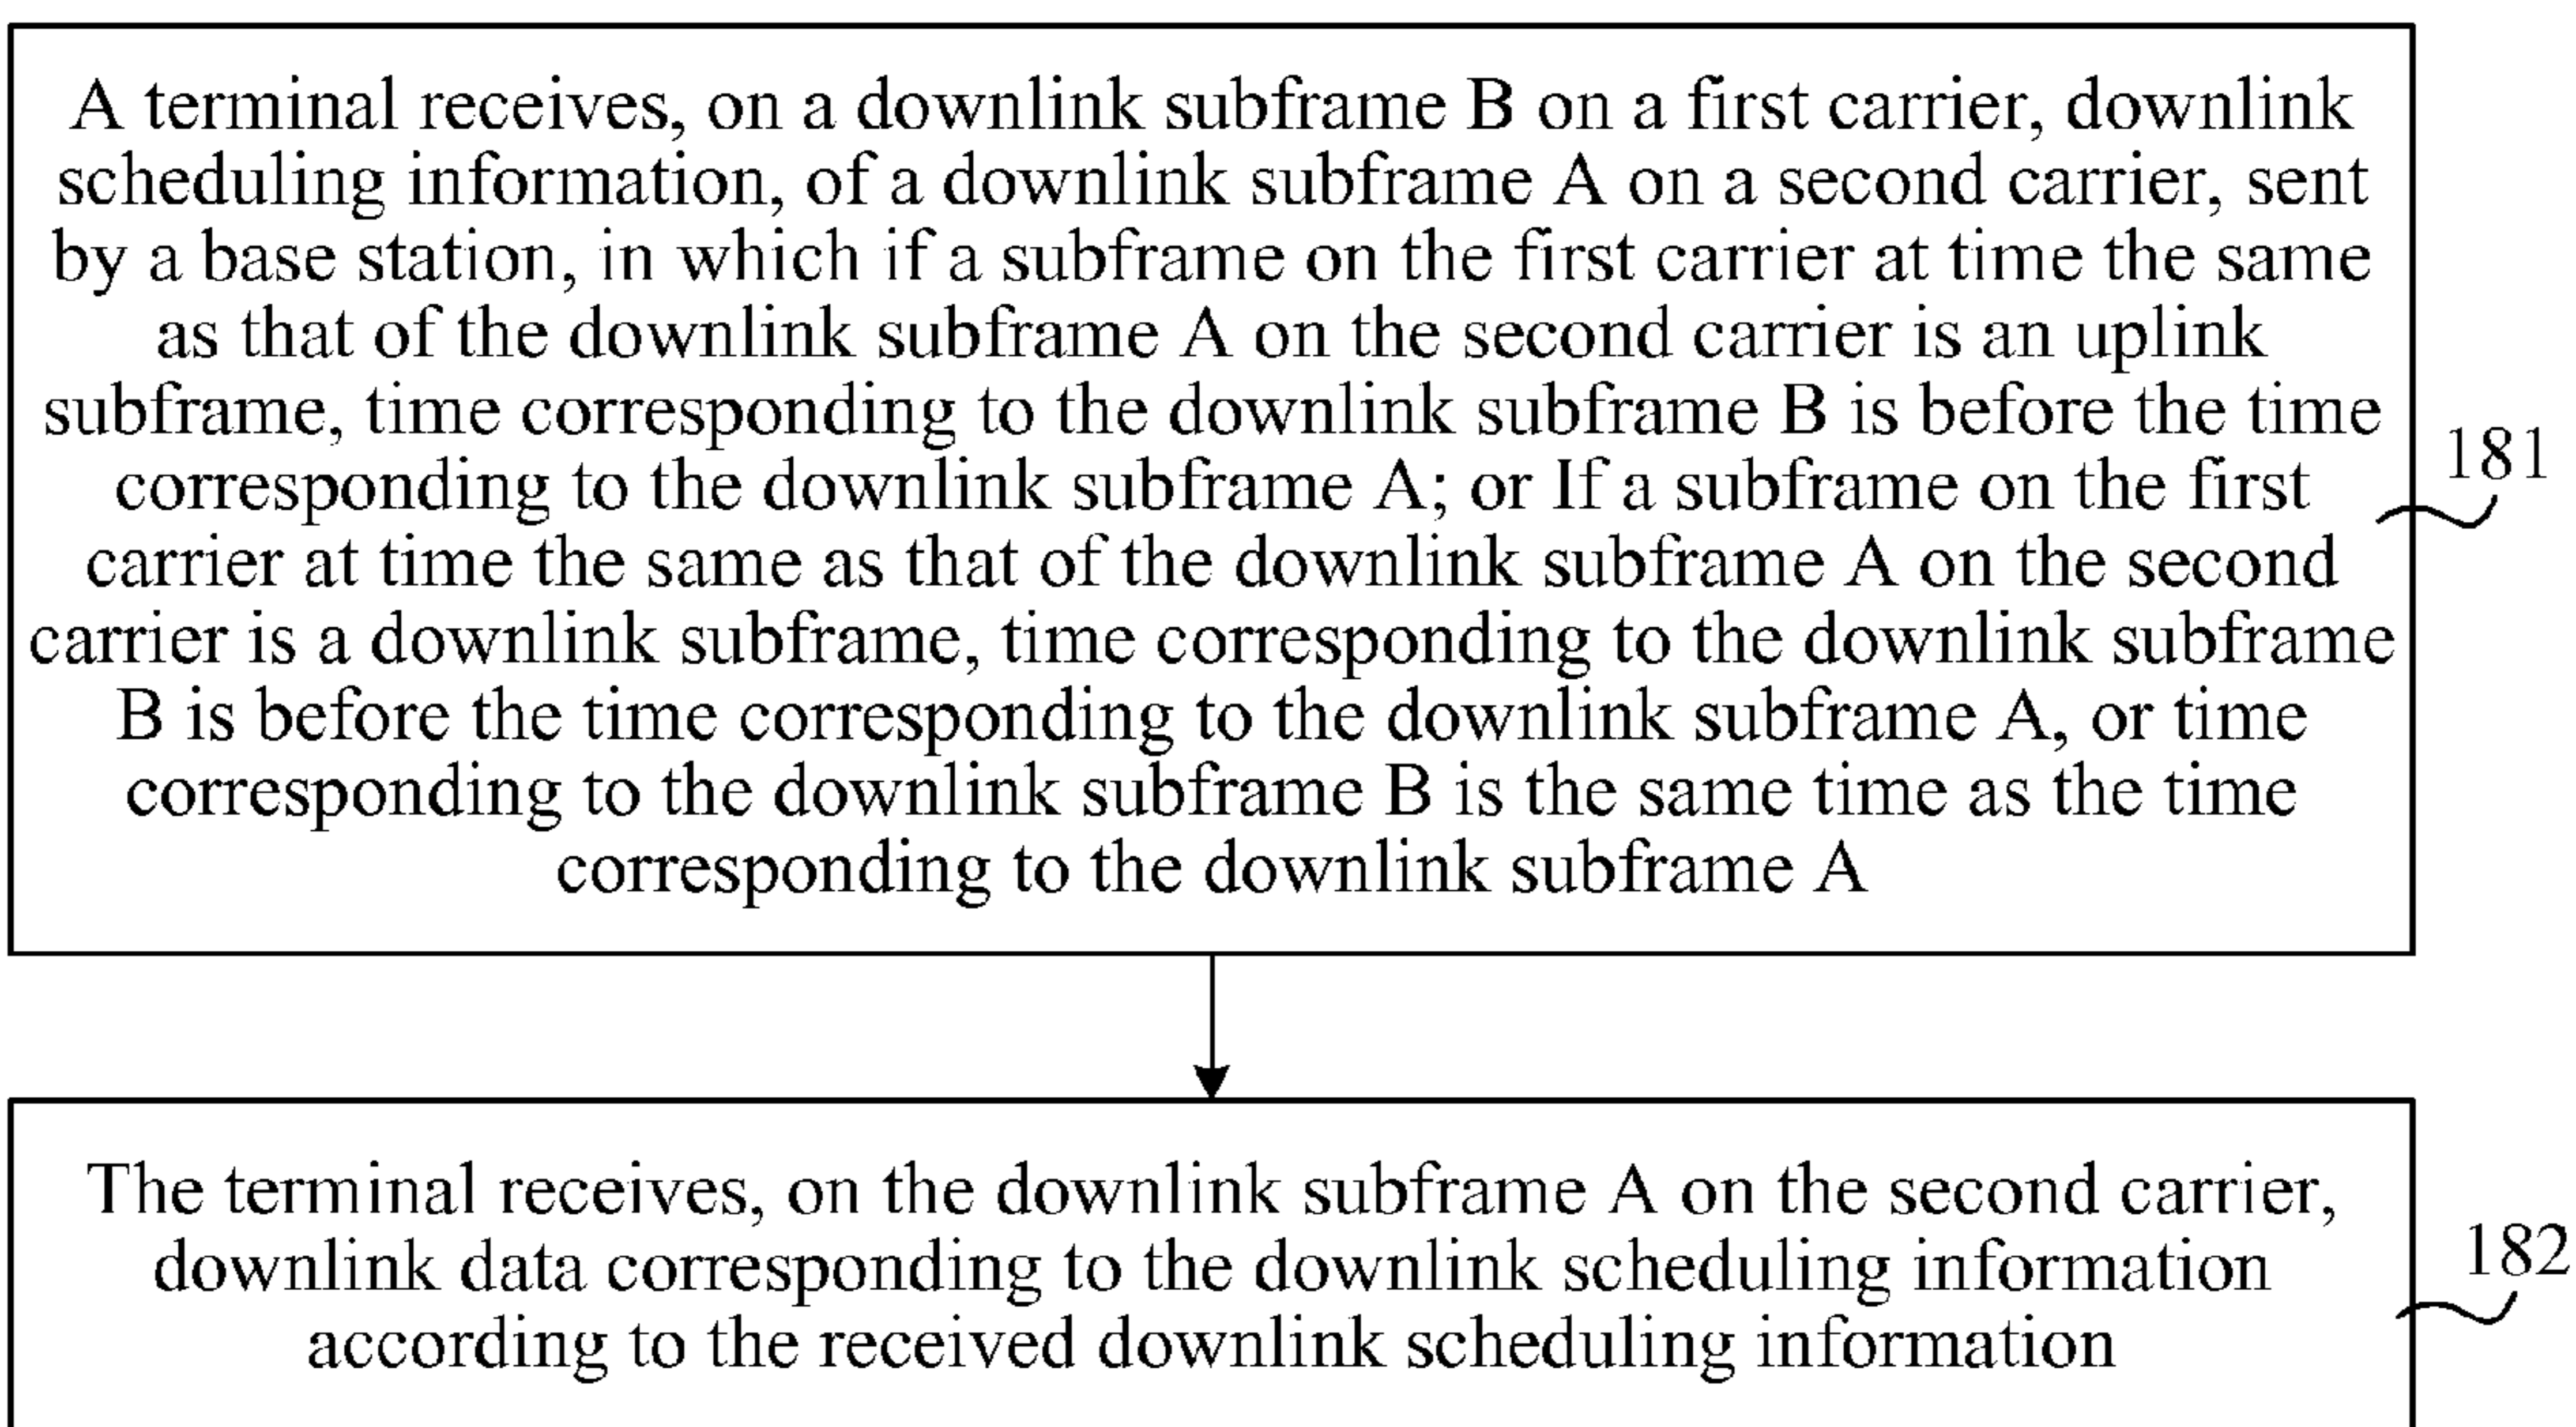 A terminal receives, on a downlink subframe B on a first carrier, downlink
scheduling information, of a downlink subframe A on a second carrier, sent
by a base station, in which if a subframe on the first carrier at time the same
as that of the downlink subframe A on the second carrier is an uplink
subframe, time corresponding to the downlink subframe B is before the time
corresponding to the downlink subframe A; or If a subframe on the first
carrier at time the same as that of the downlink subframe A on the second
carrier is a downlink subframe, time corresponding to the downlink subframe
B is before the time corresponding to the downlink subframe A, or time
corresponding to the downlink subframe B is the same time as the time
corresponding to the downlink subframe A
181
The terminal receives, on the downlink subframe A on the second carrier,
downlink data corresponding to the downlink scheduling information
according to the received downlink scheduling information
182